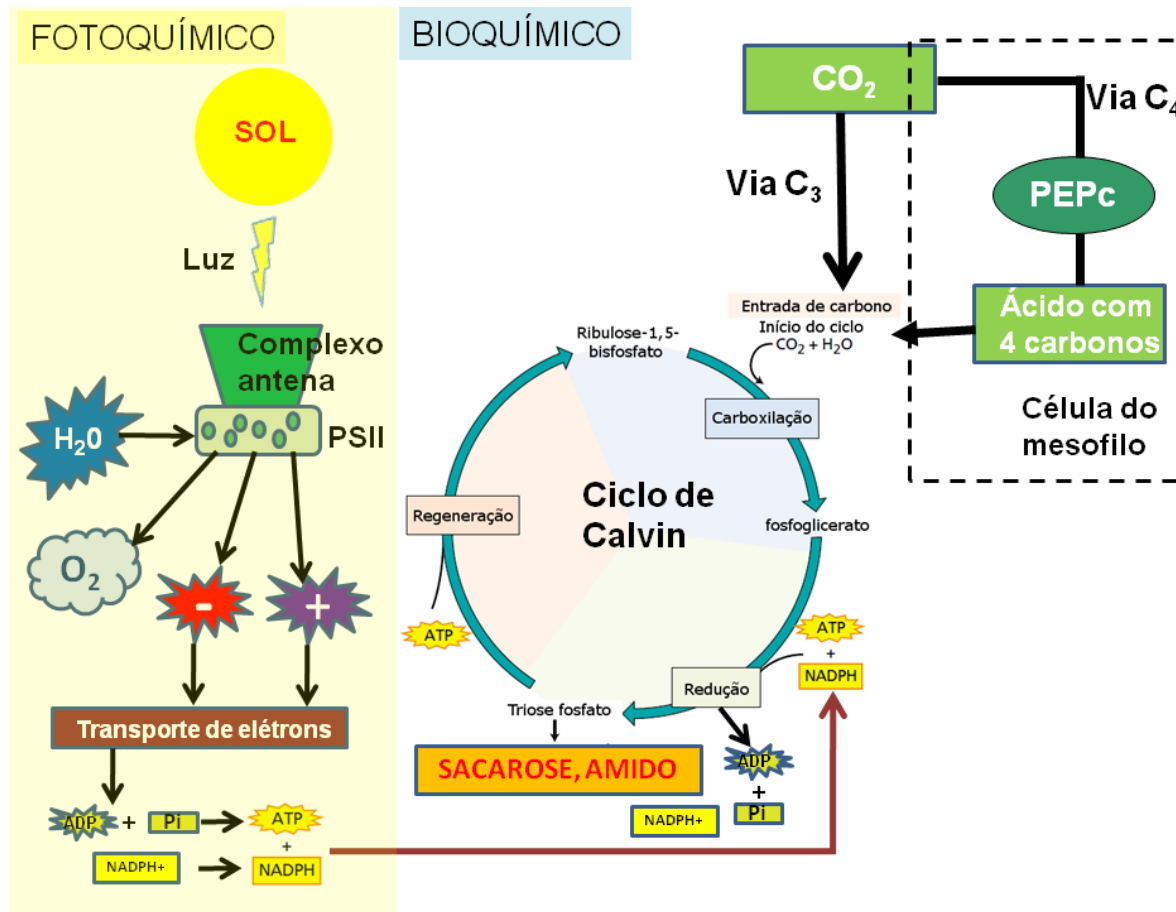 FOTOQUÍMICO
SOL
Luz
Complexo
antena
H₂0
PSII
O₂
-
+
Transporte de elétrons
ADP + Pi ATP
+
NADPH+ NADPH
BIOQUÍMICO
CO₂
Via C₄
Via C₃
PEPc
Ácido com
4 carbonos
Célula do
mesofilo
Entrada de carbono
Início do ciclo
CO₂ + H₂O
Ribulose-1,5-
bisfosfato
Carboxilação
Ciclo de
Calvin
Regeneração
fosfoglicerato
ATP
ATP
+
NADPH
Redução
Triose fosfato
SACAROSE, AMIDO
ADP
+
Pi
NADPH+